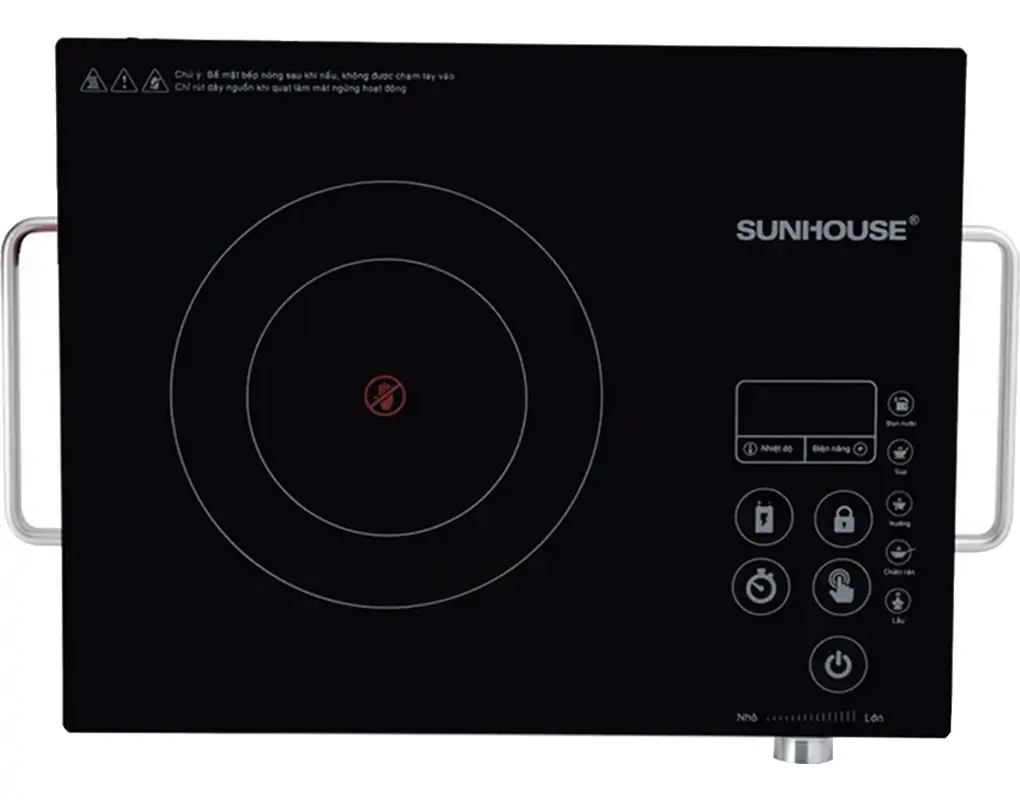 Chú ý: Bề mặt bếp nóng sau khi nấu, không được chạm tay vào
Chỉ rút dây nguồn khi quạt làm mát ngừng hoạt động
SUNHOUSE®
Nhiệt độ
Điện năng
Đun nước
Súp
Nướng
Chiên rán
Lẩu
Nhỏ
Lớn